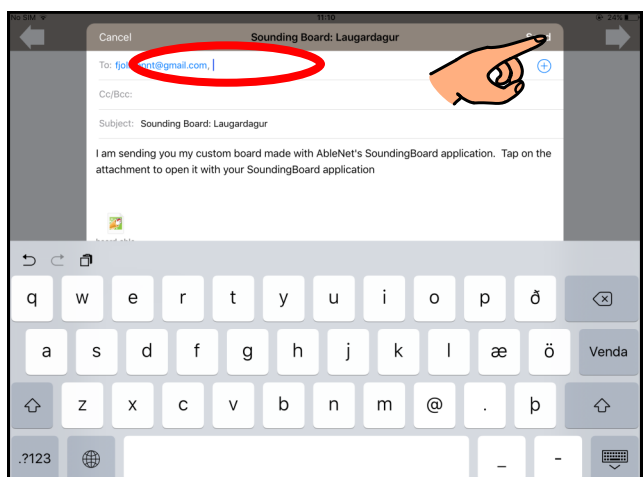 No SIM 11:10 24%
Cancel Sounding Board: Laugardagur
To:
Cc/Bcc:
Subject: Sounding Board: Laugardagur
I am sending you my custom board made with AbleNet's SoundingBoard application. Tap on the
attachment to open it with your SoundingBoard application
q w e r t y u i o p ð
a s d f g h j k l æ ö Venda
z x c v b n m @ . þ
.?123 _ -